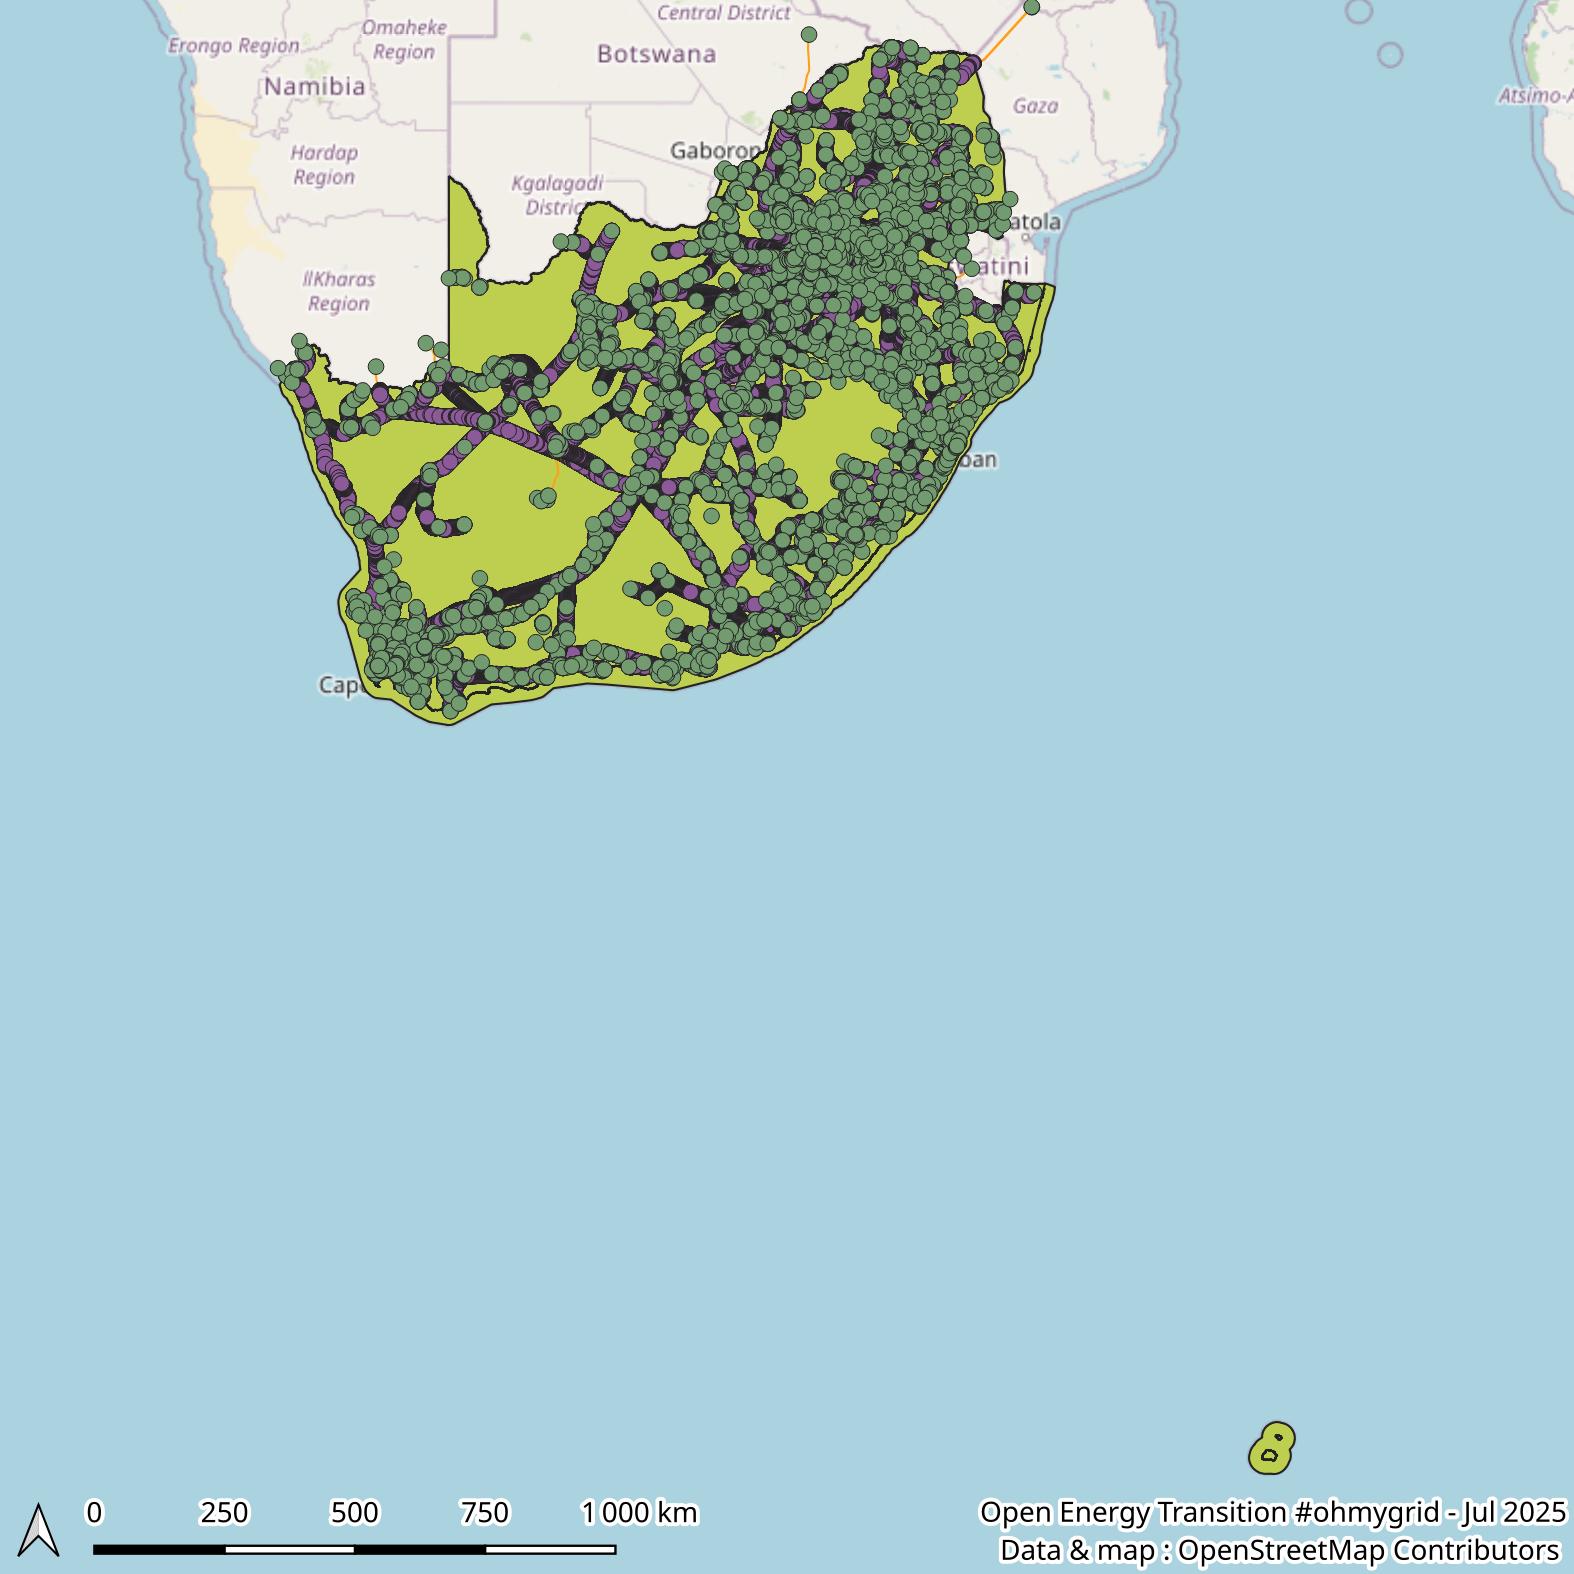 Central District
Omaheke
Region
Erongo Region
Botswana
Namibia
Atsimo-A
Gaza
Gaboron
Hardap
Region
Kgalagadi
District
atola
atini
IIKharas
Region
ban
Cape
0 250 500 750 1 000 km
Open Energy Transition #ohmygrid - Jul 2025
Data & map : OpenStreetMap Contributors